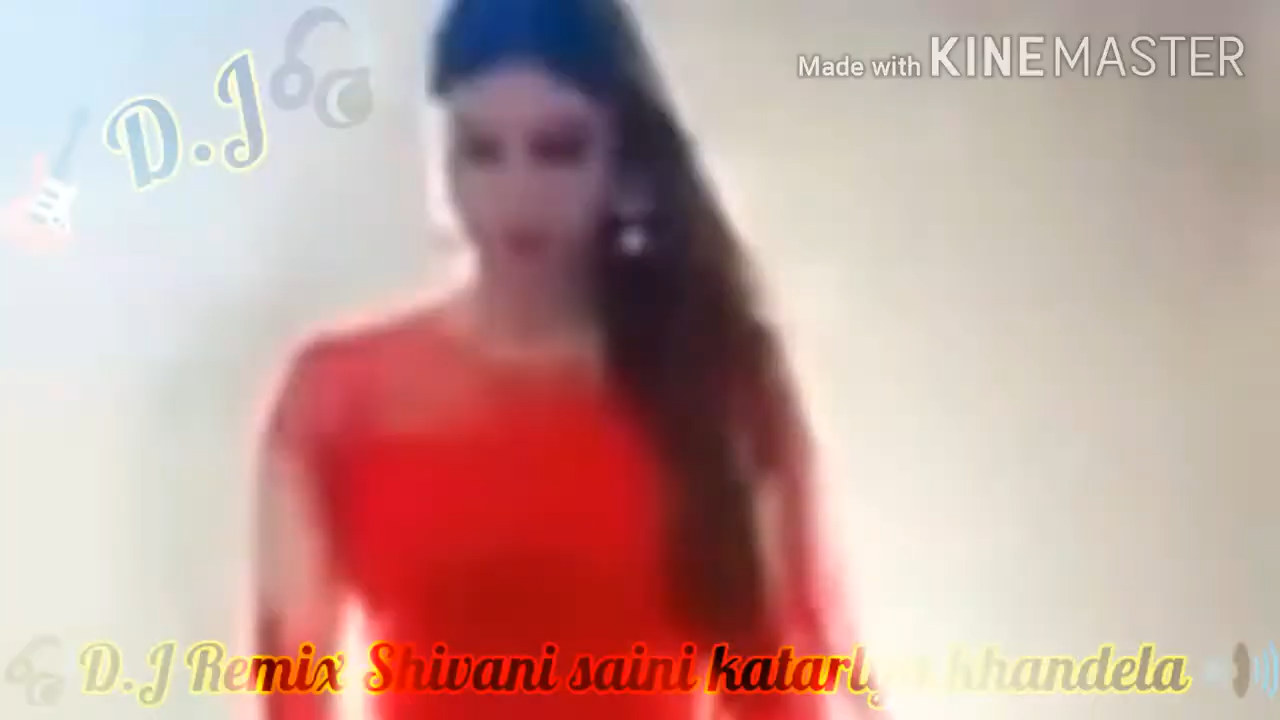 Made with KINEMASTER
D.J
D.J Remix Shivani saini katariya khandela